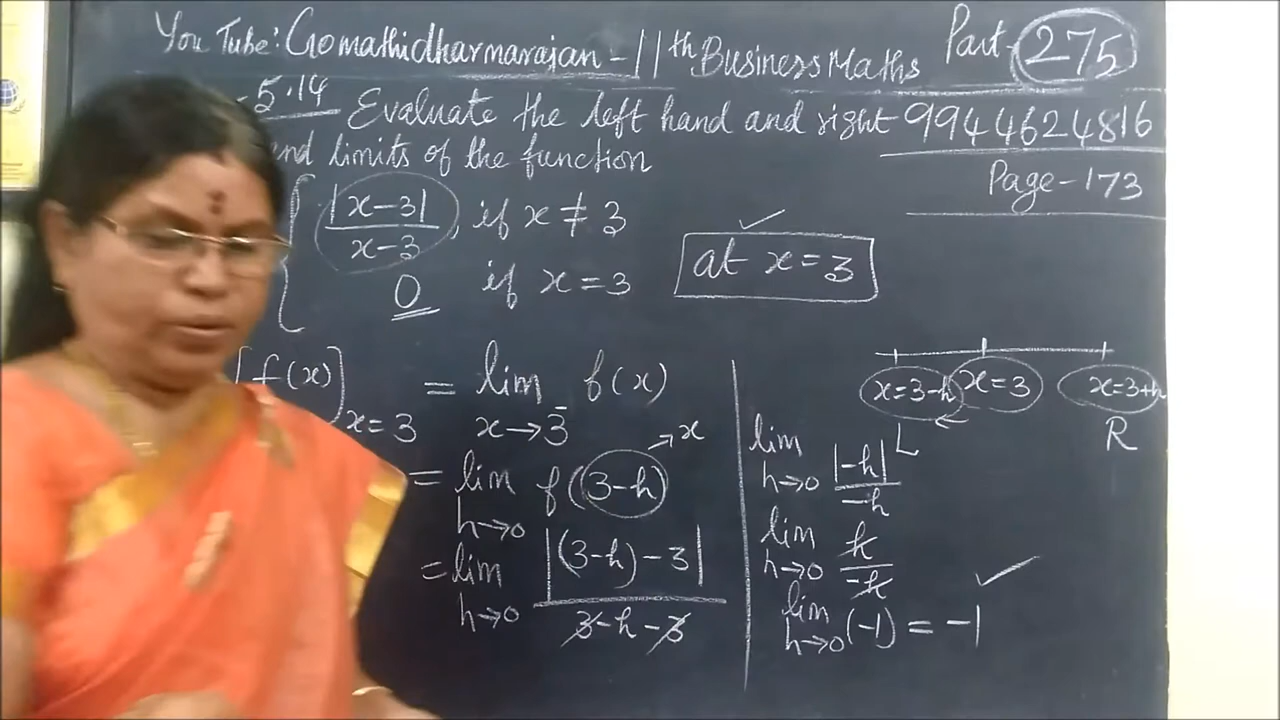 You Tube: Gomathidharmarajan - 11th Business Maths Part - 275
- 5.14 Evaluate the left hand and right 9944624816
nd limits of the function
Page - 173
|x-3| / x-3, if x ≠ 3
0 if x = 3
at x = 3
[f(x)] x = 3 = lim x→3⁻ f(x)
= lim h→0 f(3-h) → x
= lim h→0 |(3-h) - 3| / 3-h-3
x=3-h x=3 x=3+h
L R
lim h→0 |-h| / -h
lim h→0 h / -h
lim h→0 (-1) = -1